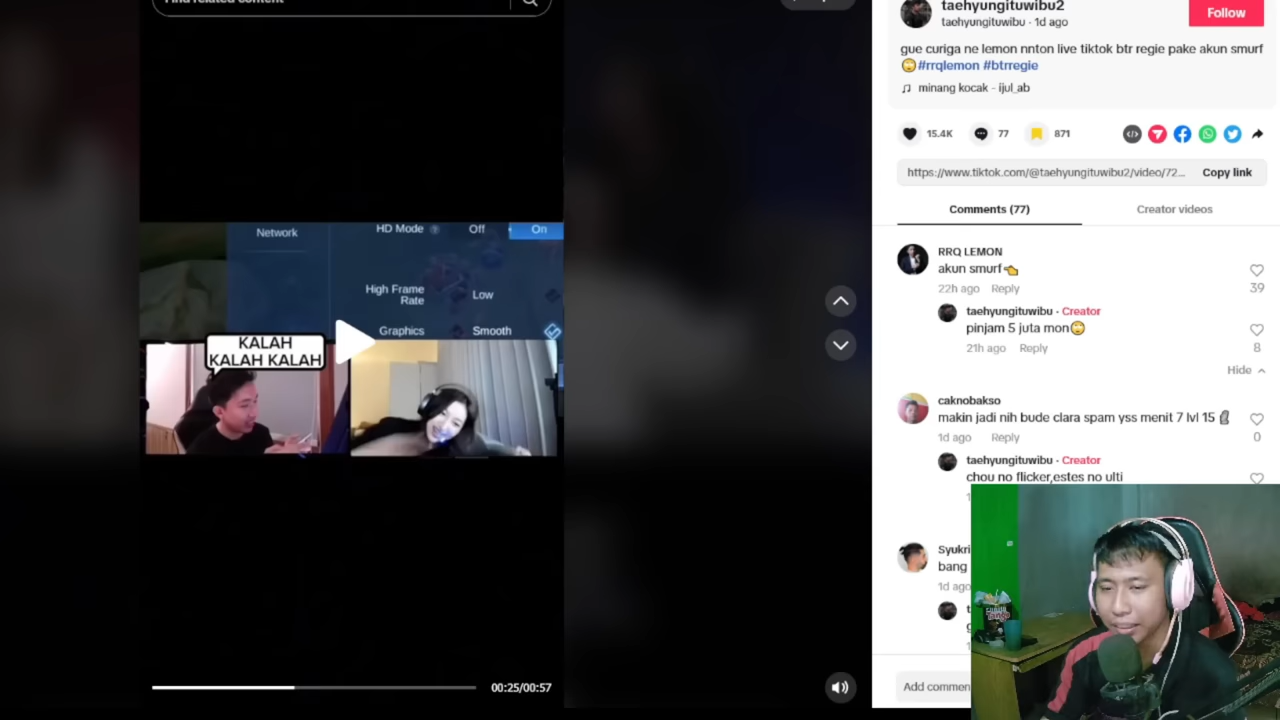 Find related content
Network
HD Mode
Off
On
High Frame
Rate
Low
Graphics
Smooth
KALAH
KALAH KALAH
00:25/00:57
taehyungituwibu2
taehyungituwibu · 1d ago
Follow
gue curiga ne lemon nnton live tiktok btr regie pake akun smurf
🙄#rrqlemon #btrregie
♫ minang kocak - ijul_ab
15.4K
77
871
https://www.tiktok.com/@taehyungituwibu2/video/72...
Copy link
Comments (77)
Creator videos
RRQ LEMON
akun smurf👈
39
22h ago Reply
taehyungituwibu · Creator
pinjam 5 juta mon🙄
8
21h ago Reply
Hide
caknobakso
makin jadi nih bude clara spam yss menit 7 lvl 15 🗿
0
1d ago Reply
taehyungituwibu · Creator
chou no flicker,estes no ulti
Syukri
bang
1d ago
Add commen